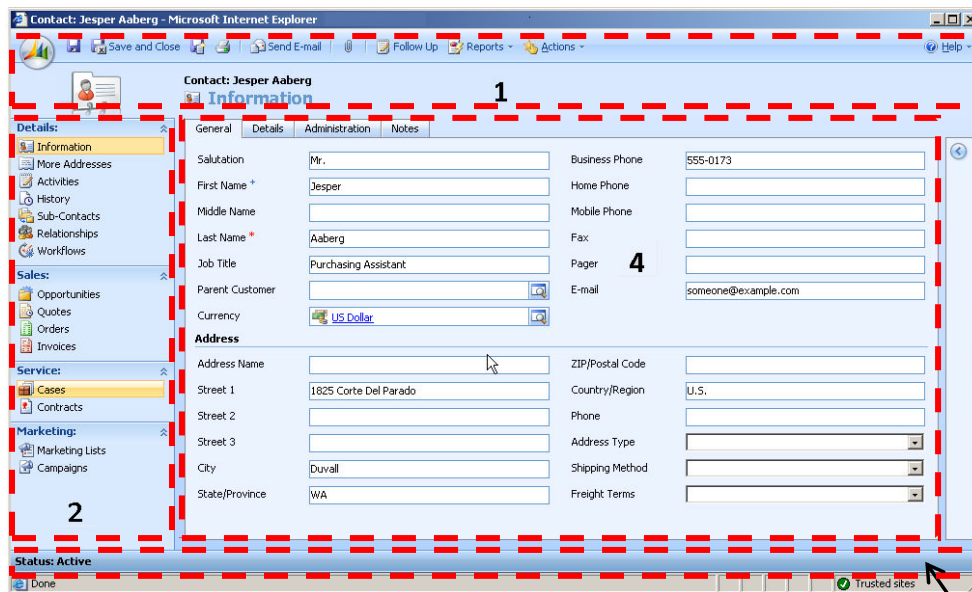 Contact: Jesper Aaberg - Microsoft Internet Explorer
Save and Close Send E-mail Follow Up Reports Actions Help
Contact: Jesper Aaberg
Information
1
Details:
Information
More Addresses
Activities
History
Sub-Contacts
Relationships
Workflows
Sales:
Opportunities
Quotes
Orders
Invoices
Service:
Cases
Contracts
Marketing:
Marketing Lists
Campaigns
2
General Details Administration Notes
Salutation Mr. Business Phone 555-0173
First Name * Jesper Home Phone
Middle Name Mobile Phone
Last Name * Aaberg Fax
Job Title Purchasing Assistant Pager 4
Parent Customer E-mail someone@example.com
Currency US Dollar
Address
Address Name ZIP/Postal Code
Street 1 1825 Corte Del Parado Country/Region U.S.
Street 2 Phone
Street 3 Address Type
City Duvall Shipping Method
State/Province WA Freight Terms
Status: Active
Done Trusted sites